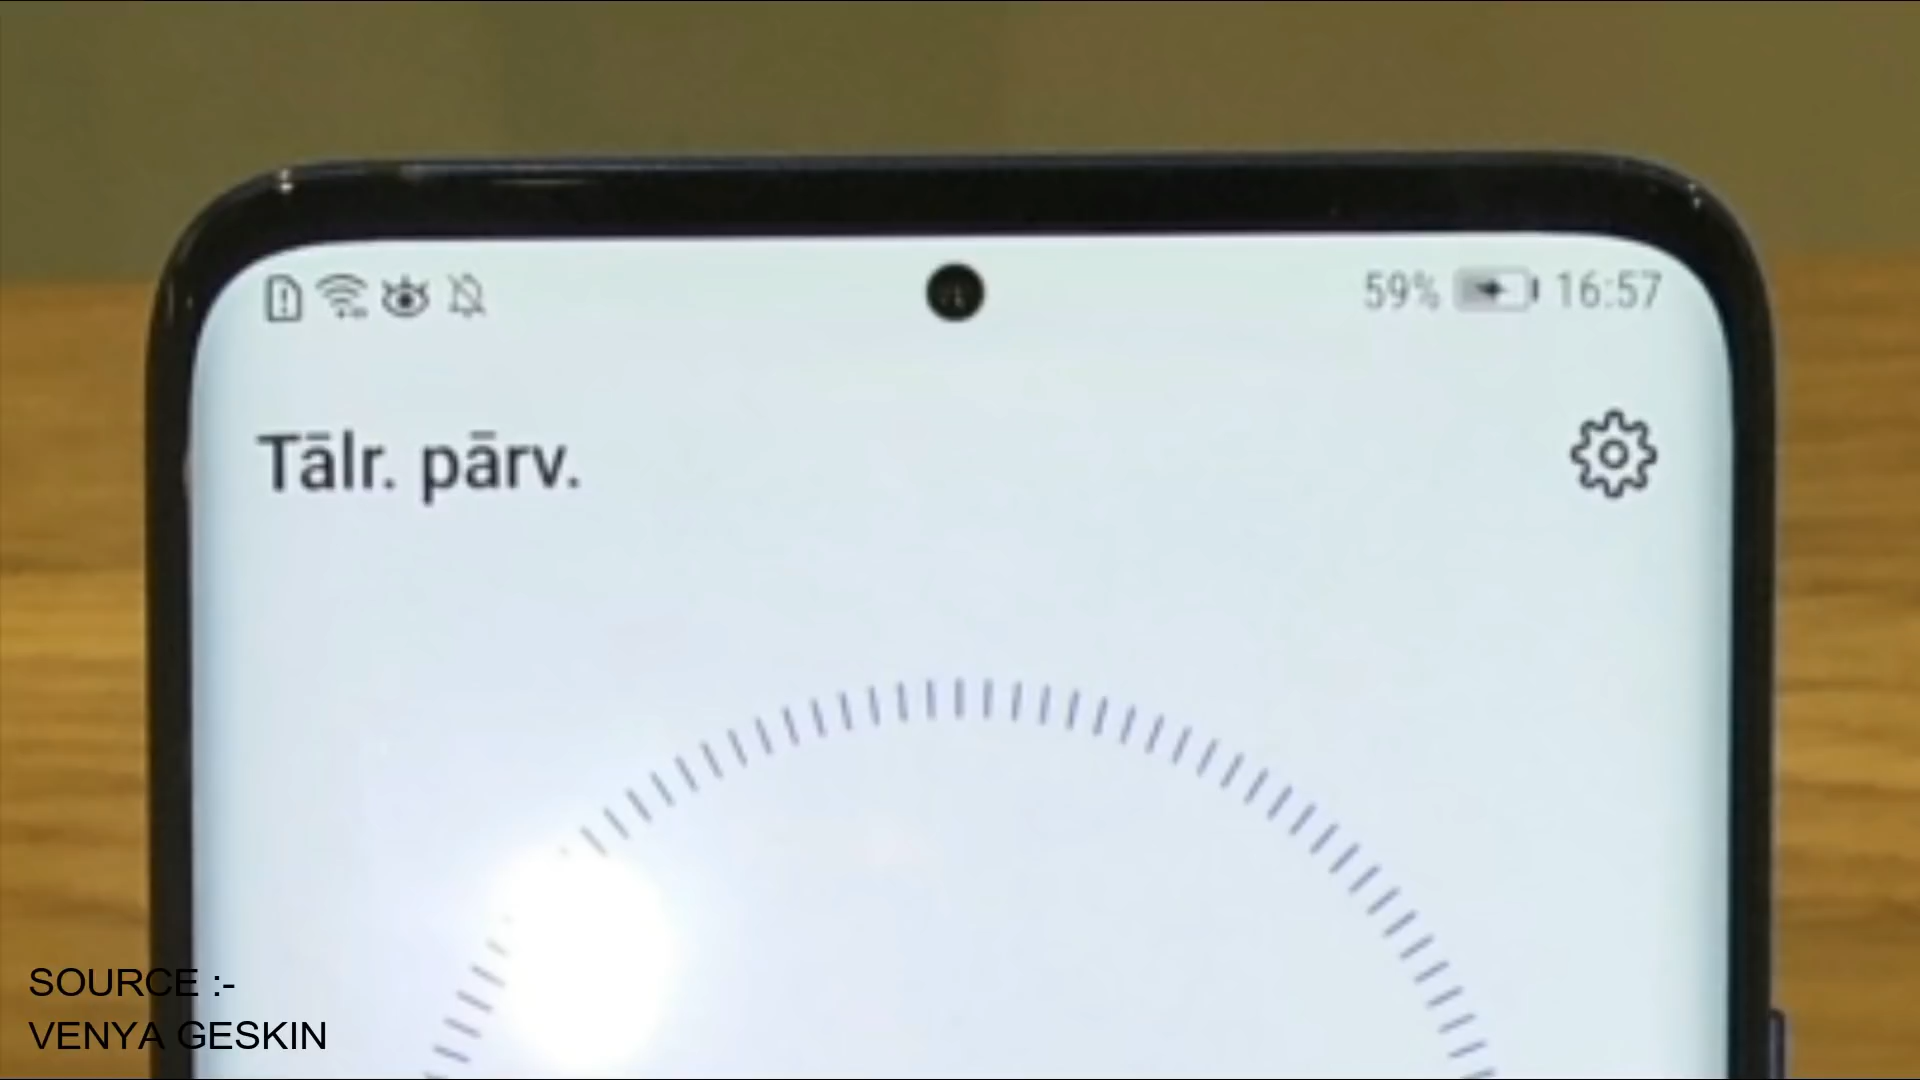 59% 16:57
Tālr. pārv.
SOURCE :-
VENYA GESKIN